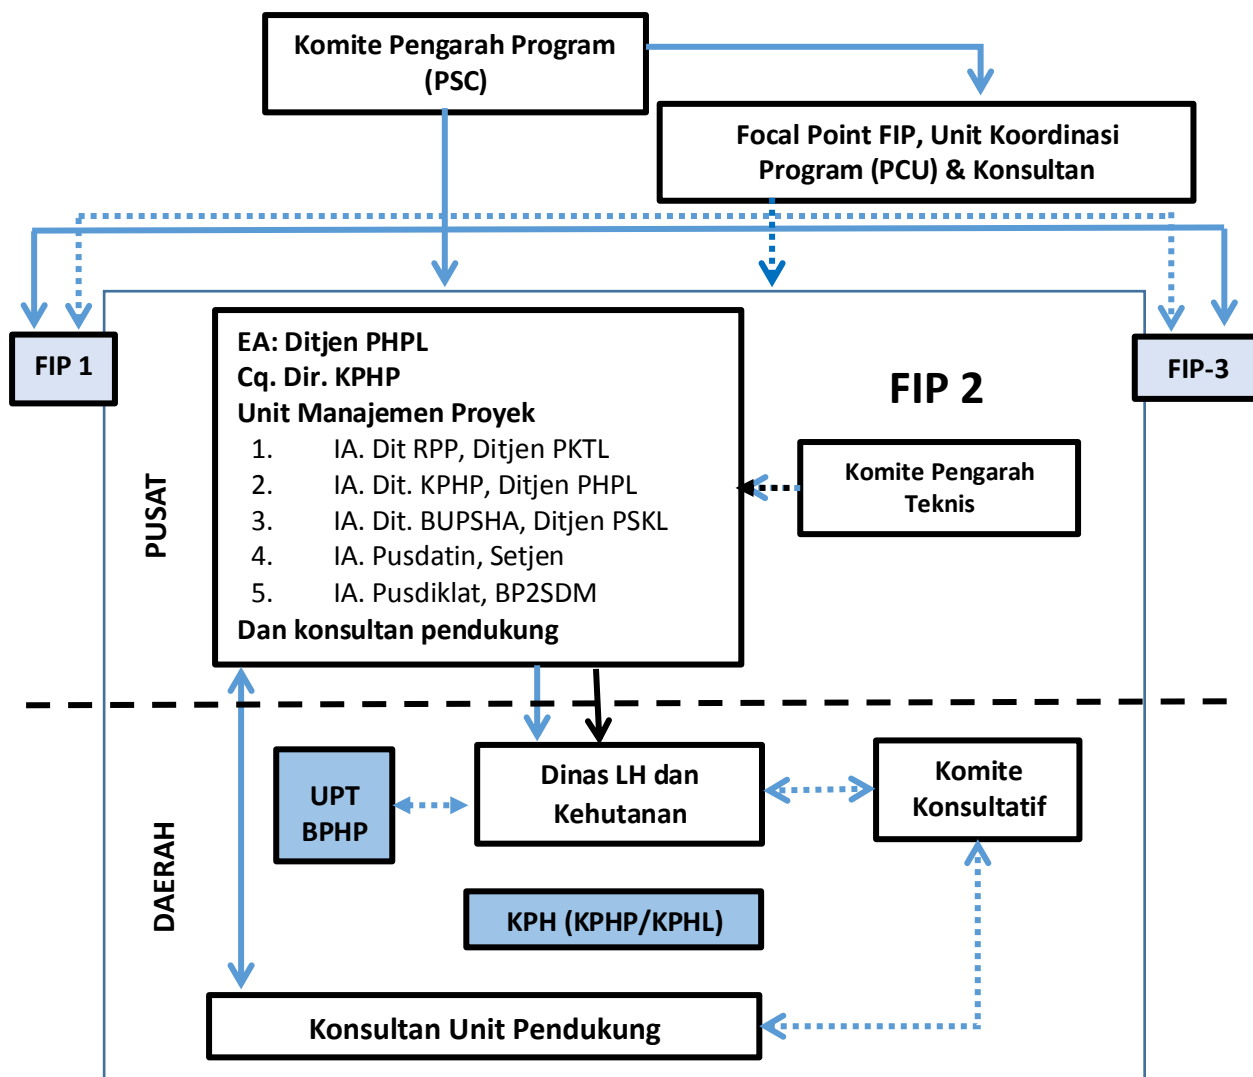 Komite Pengarah Program
(PSC)
Focal Point FIP, Unit Koordinasi
Program (PCU) & Konsultan
FIP 1
EA: Ditjen PHPL
Cq. Dir. KPHP
Unit Manajemen Proyek
1. IA. Dit RPP, Ditjen PKTL
2. IA. Dit. KPHP, Ditjen PHPL
3. IA. Dit. BUPSHA, Ditjen PSKL
4. IA. Pusdatin, Setjen
5. IA. Pusdiklat, BP2SDM
Dan konsultan pendukung
FIP 2
FIP-3
Komite Pengarah
Teknis
PUSAT
DAERAH
UPT
BPHP
Dinas LH dan
Kehutanan
Komite
Konsultatif
KPH (KPHP/KPHL)
Konsultan Unit Pendukung